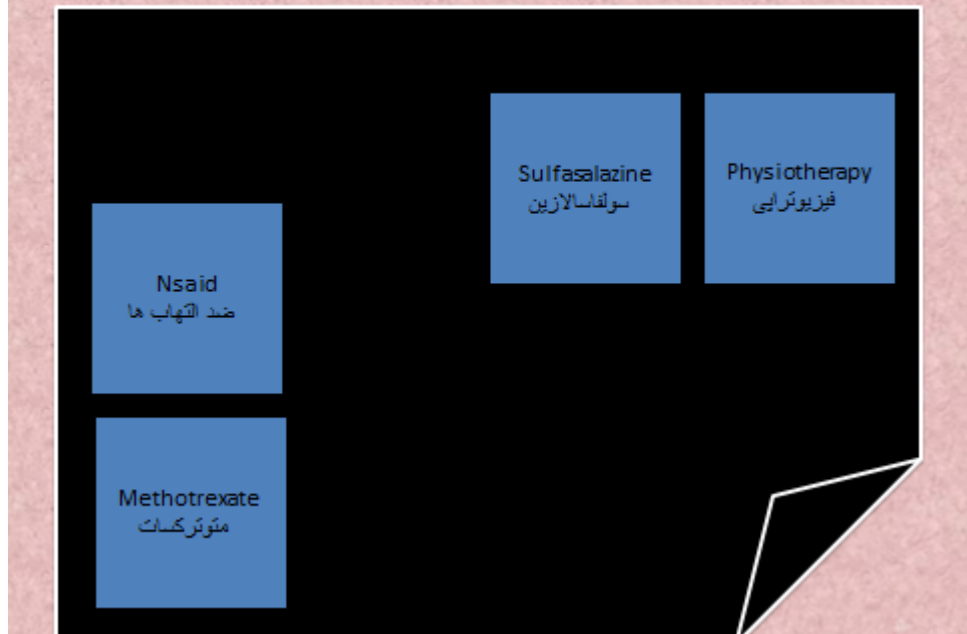 Sulfasalazine
سولفاسالازین
Physiotherapy
فیزیوتراپی
Nsaid
ضد التهاب ها
Methotrexate
متوترکسات